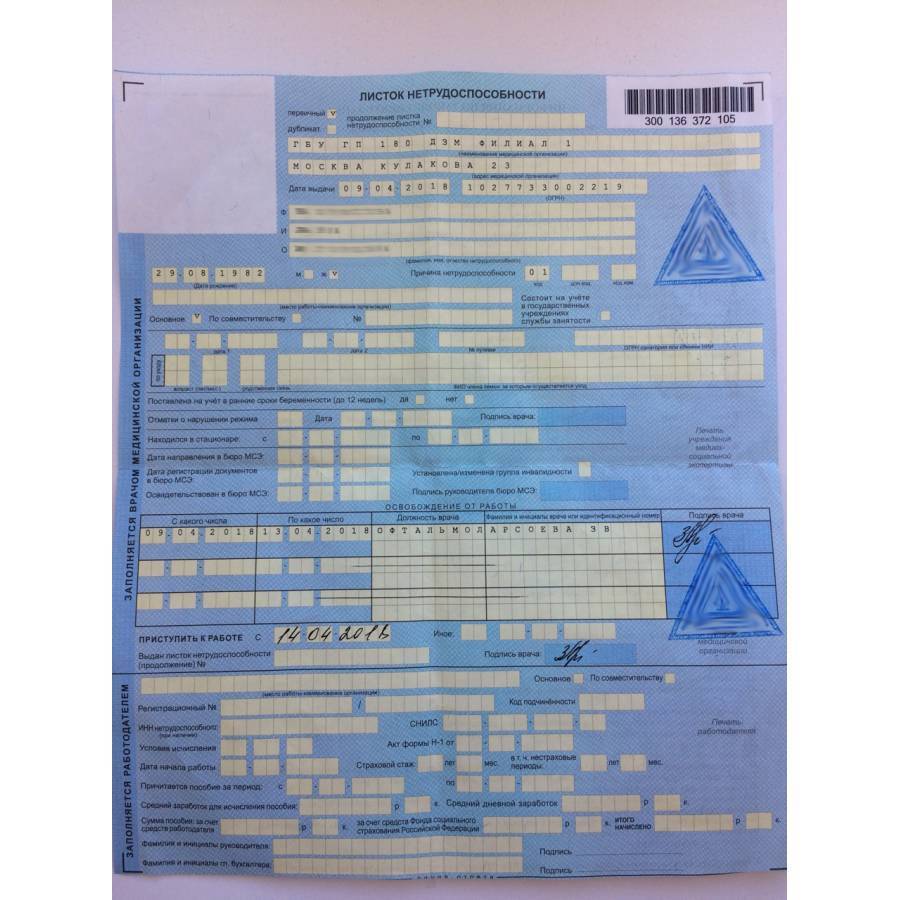 ЛИСТОК НЕТРУДОСПОСОБНОСТИ
первичный V продолжение листка нетрудоспособности №
дубликат
300 136 372 105
ГБУ ГП 180 ДЗМ ФИЛИАЛ 1
(наименование медицинской организации)
МОСКВА КУЛАКОВА 23
(адрес медицинской организации)
Дата выдачи 09-04-2018 1027733002219
(ОГРН)
Ф
И
О
(фамилия, имя, отчество нетрудоспособного)
29-08-1982 м ж V Причина нетрудоспособности 01
(Дата рождения) код доп код код изм
(место работы-наименование организации)
Состоит на учёте в государственных учреждениях службы занятости
Основное V По совместительству №
дата 1 дата 2 № путевки ОГРН санатория или клиники НИИ
по уходу
возраст (лет/мес.) родственная связь ФИО члена семьи, за которым осуществляется уход
Поставлена на учёт в ранние сроки беременности (до 12 недель) да нет
Отметки о нарушении режима Дата Подпись врача:
Находился в стационаре: с по
Дата направления в бюро МСЭ:
Дата регистрации документов в бюро МСЭ: Установлена/изменена группа инвалидности
Освидетельствован в бюро МСЭ: Подпись руководителя бюро МСЭ:
Печать учреждения медико-социальной экспертизы
ОСВОБОЖДЕНИЕ ОТ РАБОТЫ
С какого числа По какое число Должность врача Фамилия и инициалы врача или идентификационный номер Подпись врача
09-04-2018 13-04-2018 ОФТАЛЬМОЛ АРСОЕВА ЗВ
ПРИСТУПИТЬ К РАБОТЕ С 14 04 2018 Иное:
Выдан листок нетрудоспособности (продолжение) № Подпись врача:
медицинской организации
ЗАПОЛНЯЕТСЯ ВРАЧОМ МЕДИЦИНСКОЙ ОРГАНИЗАЦИИ
Основное По совместительству
(место работы-наименование организации)
Регистрационный № / Код подчинённости
ИНН нетрудоспособного (при наличии) СНИЛС
Печать работодателя
Условия исчисления Акт формы Н-1 от
Дата начала работы Страховой стаж: лет мес. в т. ч. нестраховые периоды: лет мес.
Причитается пособие за период: с по
Средний заработок для исчисления пособия: р к. Средний дневной заработок р к.
Сумма пособия: за счет средств работодателя р к. за счет средств Фонда социального страхования Российской Федерации р к. ИТОГО НАЧИСЛЕНО р к.
Фамилия и инициалы руководителя: Подпись
Фамилия и инициалы гл. бухгалтера: Подпись
ЗАПОЛНЯЕТСЯ РАБОТОДАТЕЛЕМ
линия отреза